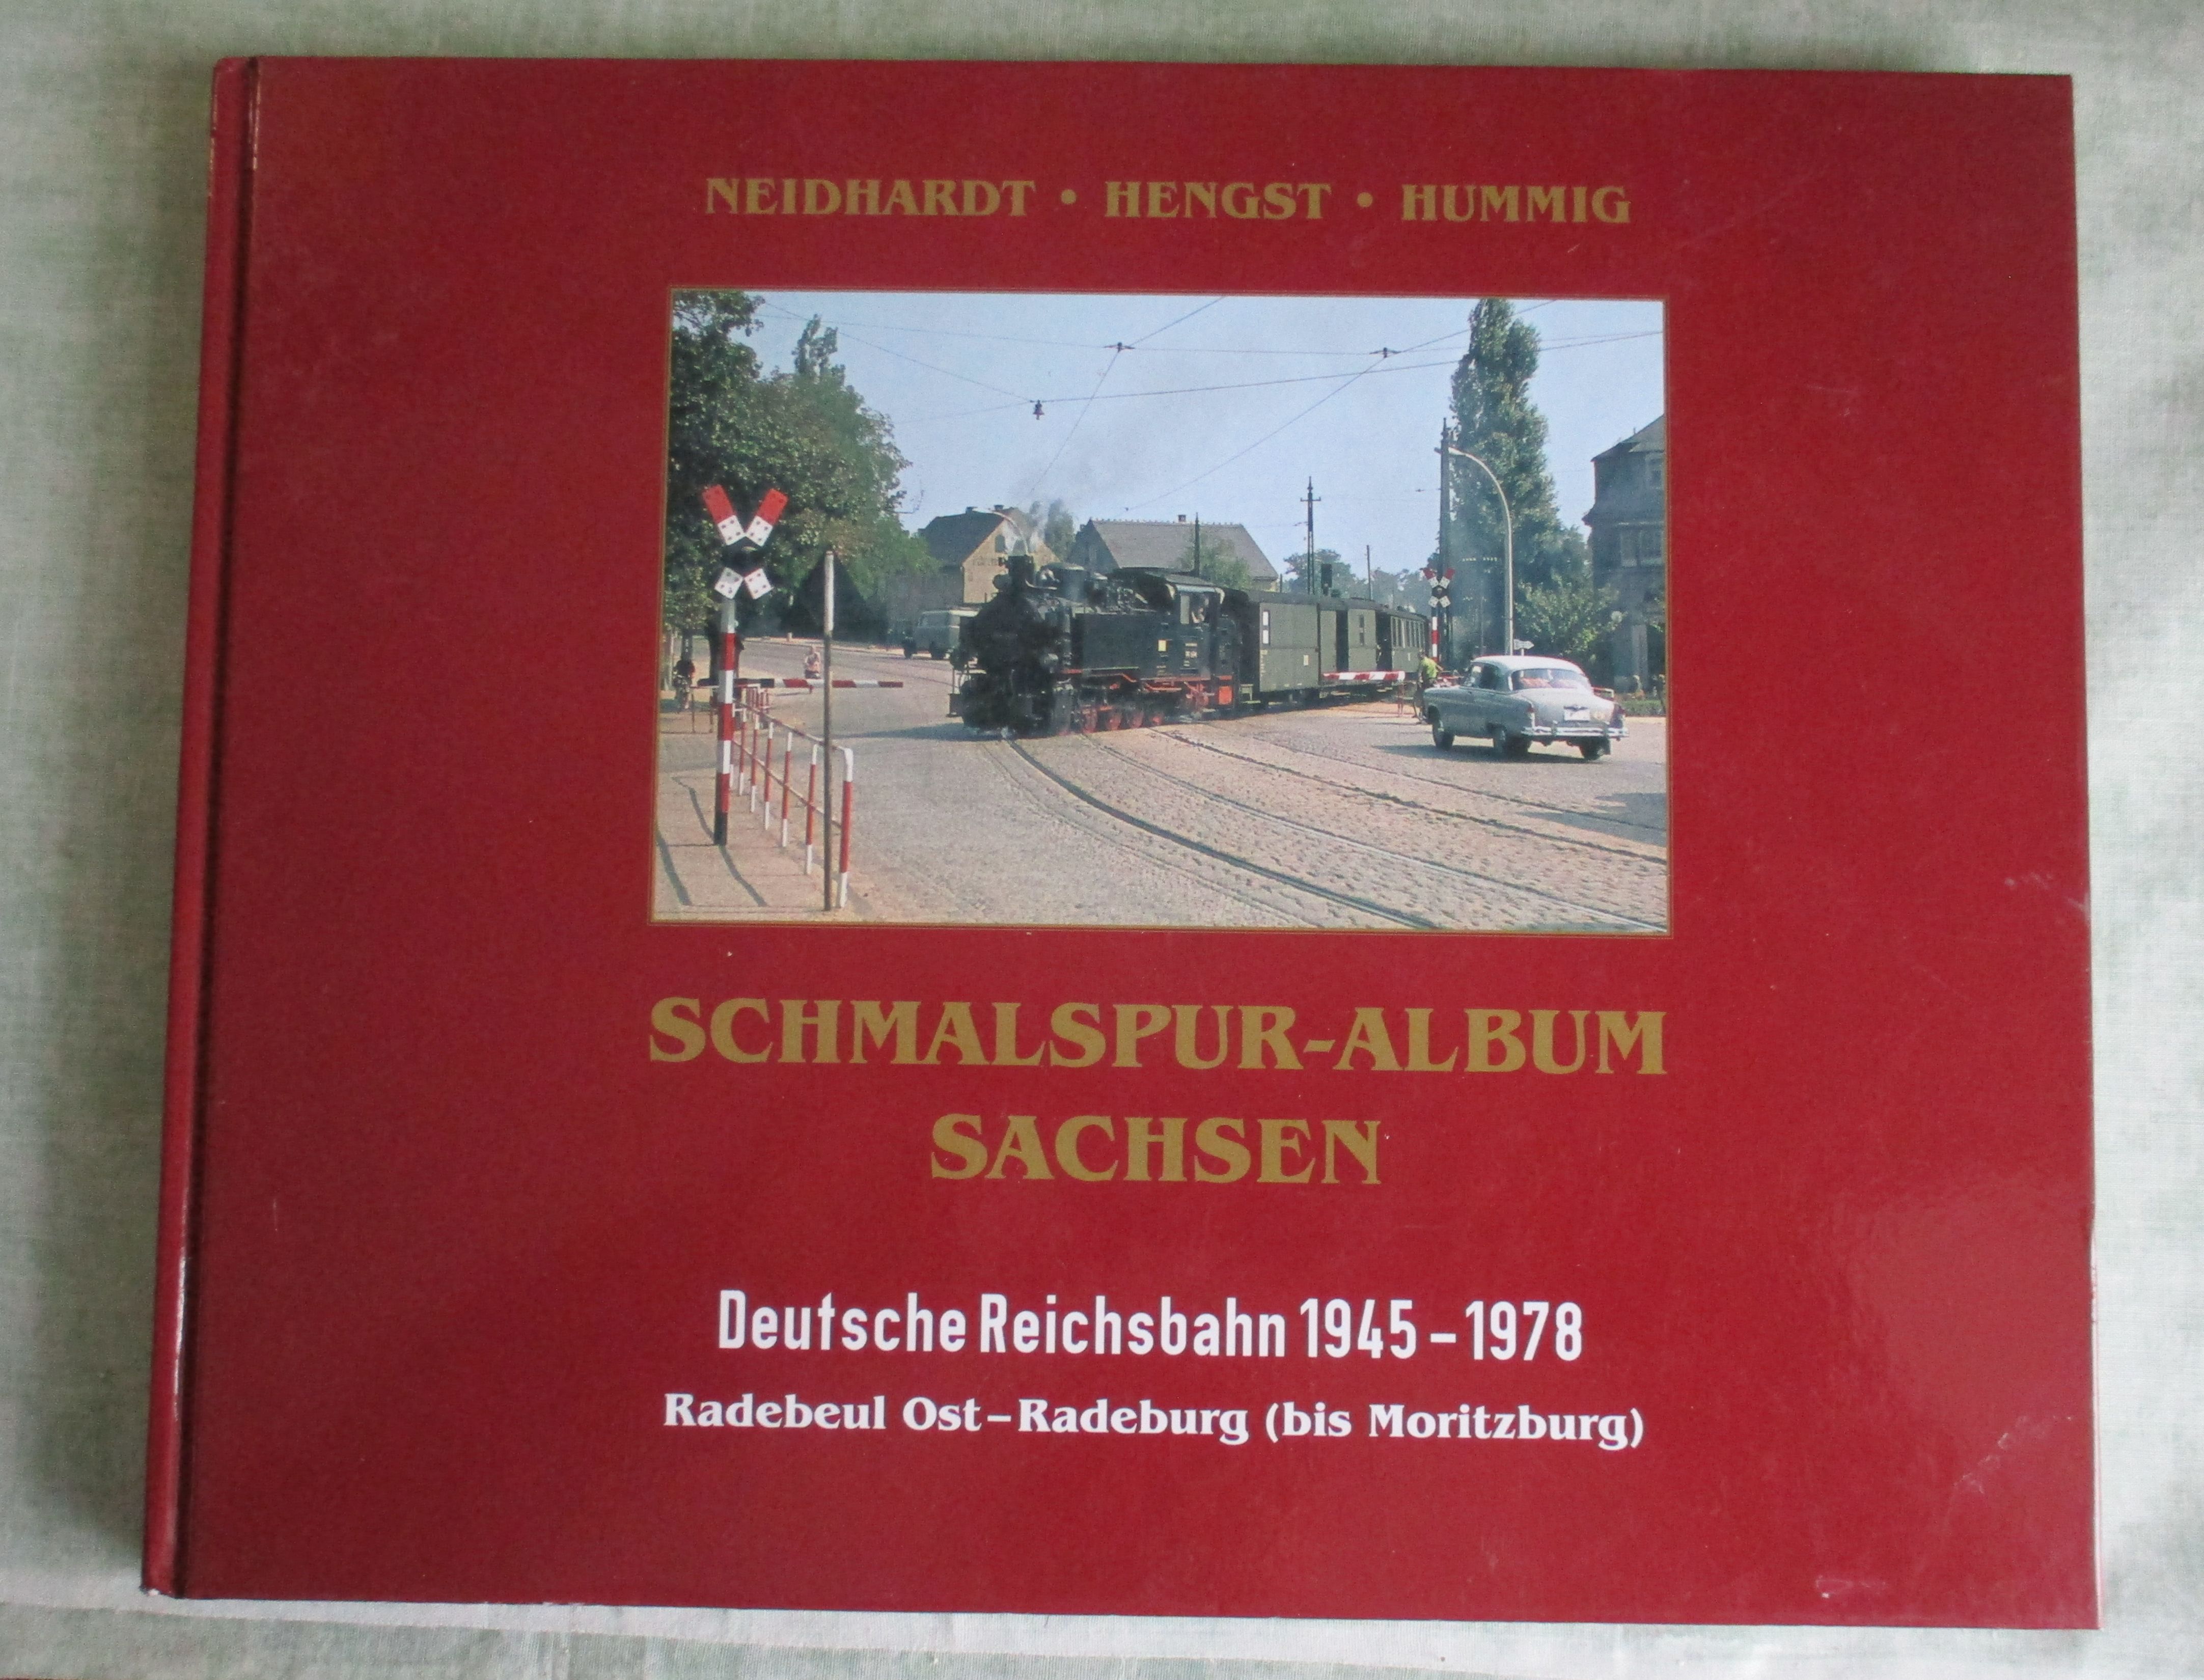 NEIDHARDT • HENGST • HUMMIG
SCHMALSPUR-ALBUM
SACHSEN
Deutsche Reichsbahn 1945 – 1978
Radebeul Ost – Radeburg (bis Moritzburg)